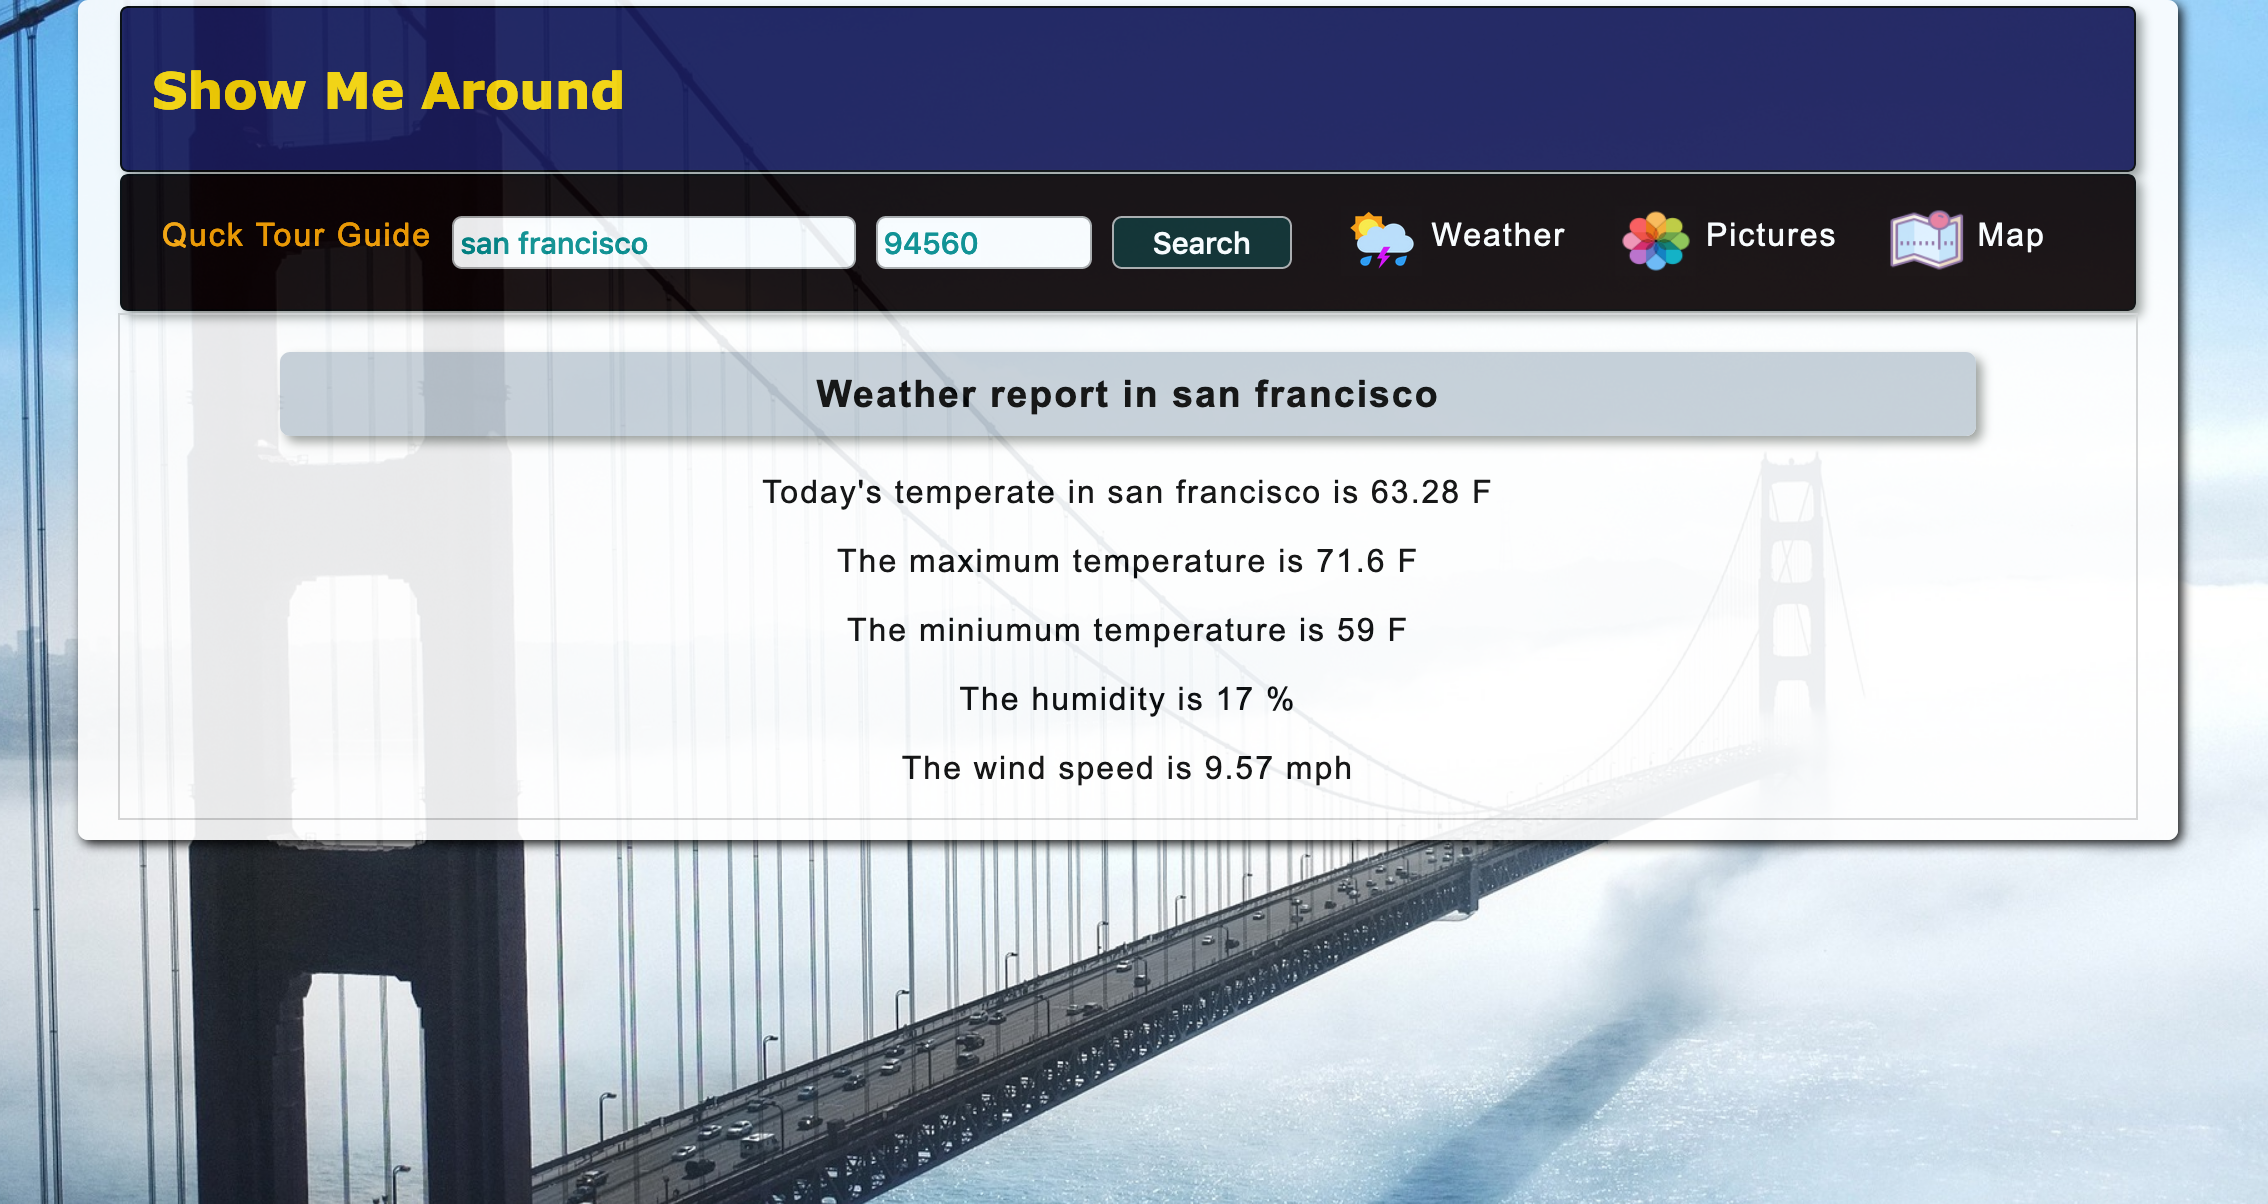 Show Me Around
Quck Tour Guide san francisco 94560 Search Weather Pictures Map
Weather report in san francisco
Today's temperate in san francisco is 63.28 F
The maximum temperature is 71.6 F
The miniumum temperature is 59 F
The humidity is 17 %
The wind speed is 9.57 mph